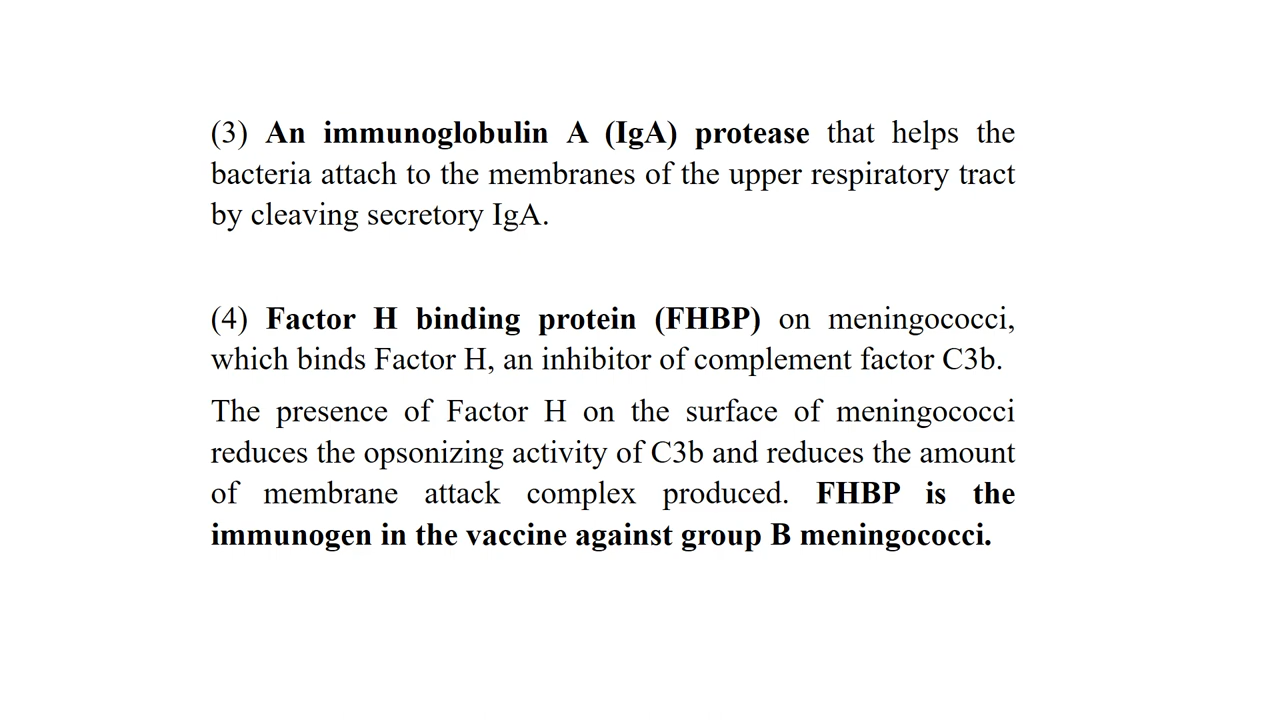 (3) An immunoglobulin A (IgA) protease that helps the
bacteria attach to the membranes of the upper respiratory tract
by cleaving secretory IgA.
(4) Factor H binding protein (FHBP) on meningococci,
which binds Factor H, an inhibitor of complement factor C3b.
The presence of Factor H on the surface of meningococci
reduces the opsonizing activity of C3b and reduces the amount
of membrane attack complex produced. FHBP is the
immunogen in the vaccine against group B meningococci.